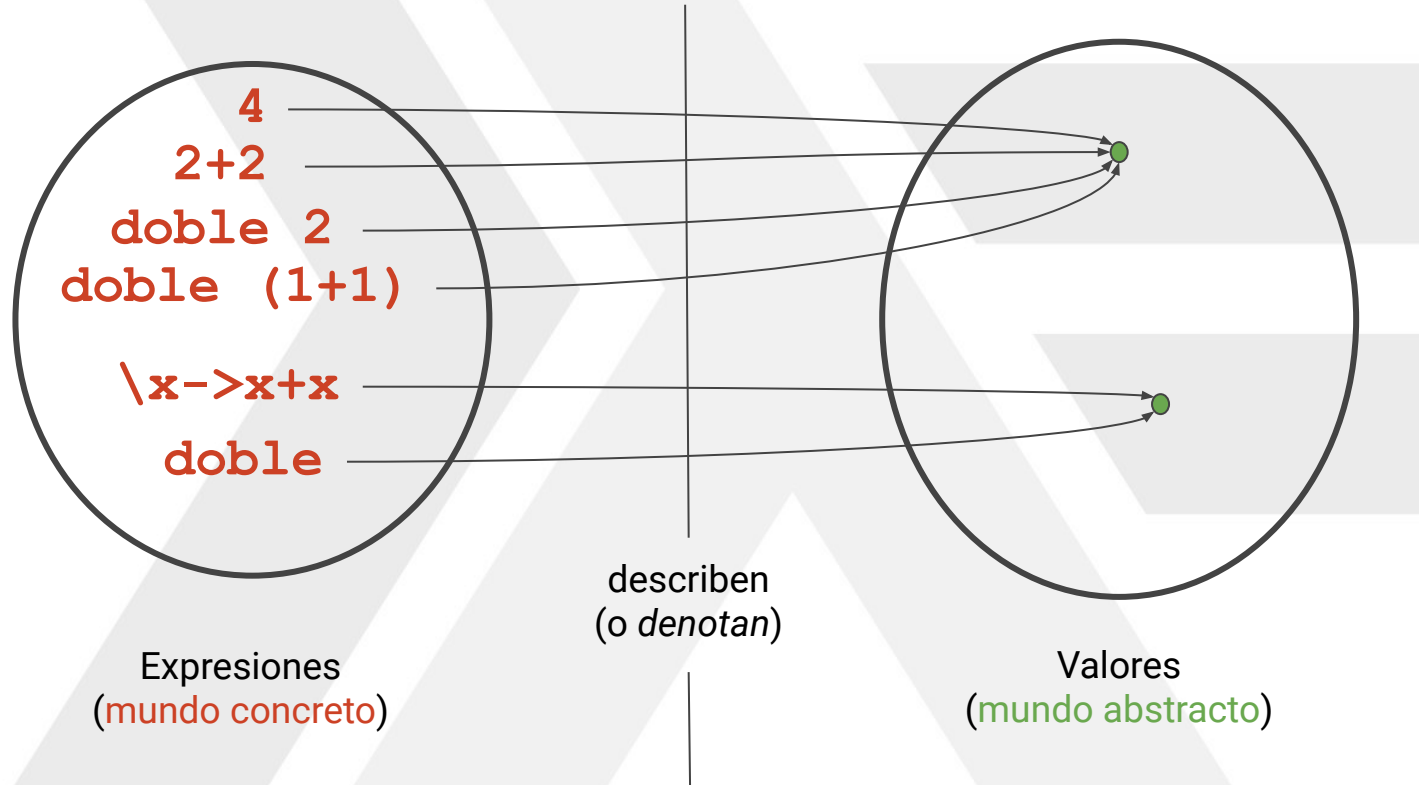 4
2+2
doble 2
doble (1+1)
\x->x+x
doble
describen
(o denotan)
Expresiones
(mundo concreto)
Valores
(mundo abstracto)